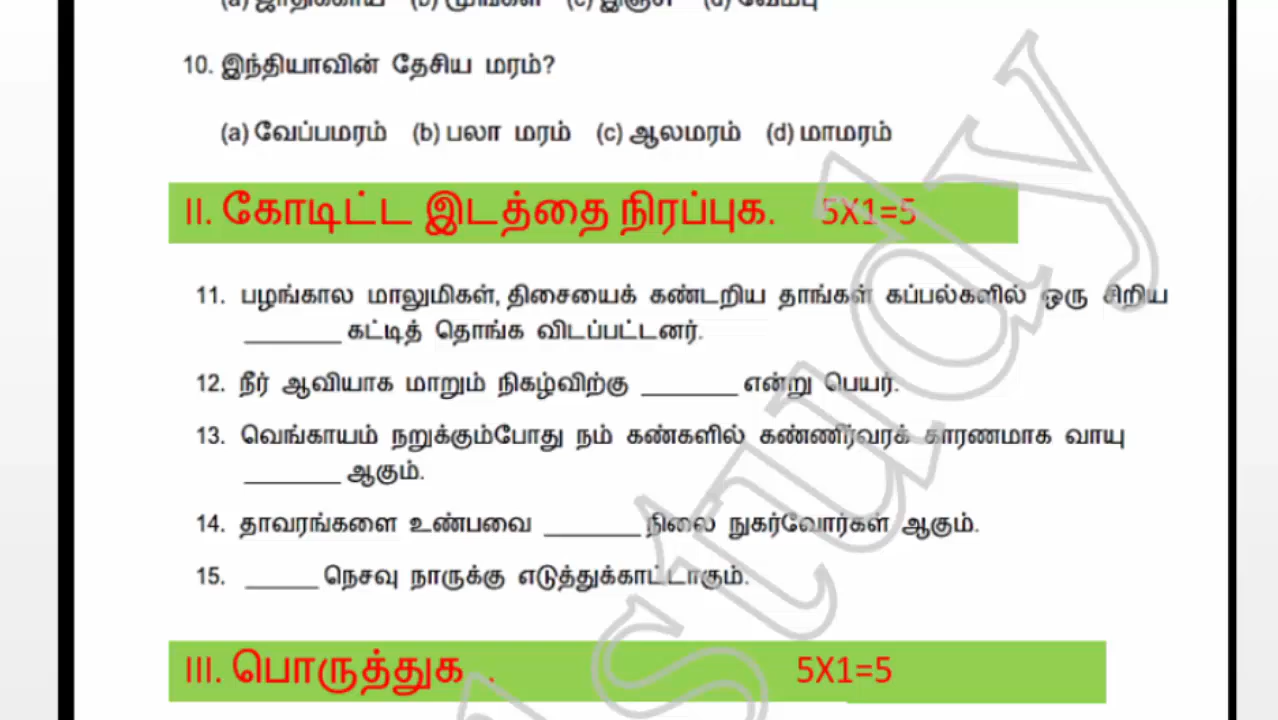 (a) ஜாதிக்காய் (b) மூங்கில் (c) இஞ்சி (d) வேம்பு
10. இந்தியாவின் தேசிய மரம்?
(a) வேப்பமரம் (b) பலா மரம் (c) ஆலமரம் (d) மாமரம்
II. கோடிட்ட இடத்தை நிரப்புக. 5X1=5
11. பழங்கால மாலுமிகள், திசையைக் கண்டறிய தாங்கள் கப்பல்களில் ஒரு சிறிய
________ கட்டித் தொங்க விடப்பட்டனர்.
12. நீர் ஆவியாக மாறும் நிகழ்விற்கு ________ என்று பெயர்.
13. வெங்காயம் நறுக்கும்போது நம் கண்களில் கண்ணீர்வரக் காரணமாக வாயு
________ ஆகும்.
14. தாவரங்களை உண்பவை ________ நிலை நுகர்வோர்கள் ஆகும்.
15. ______ நெசவு நாருக்கு எடுத்துக்காட்டாகும்.
III. பொருத்துக . 5X1=5
study